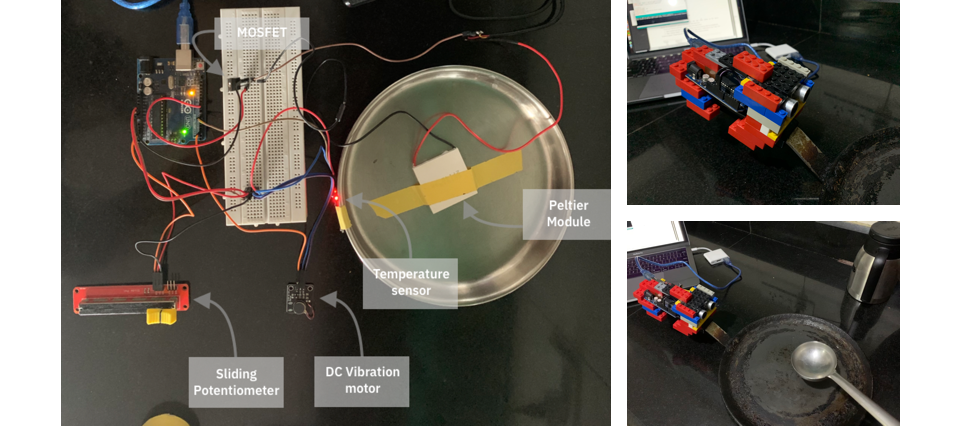 MOSFET
Peltier
Module
Temperature
sensor
Sliding
Potentiometer
DC Vibration
motor